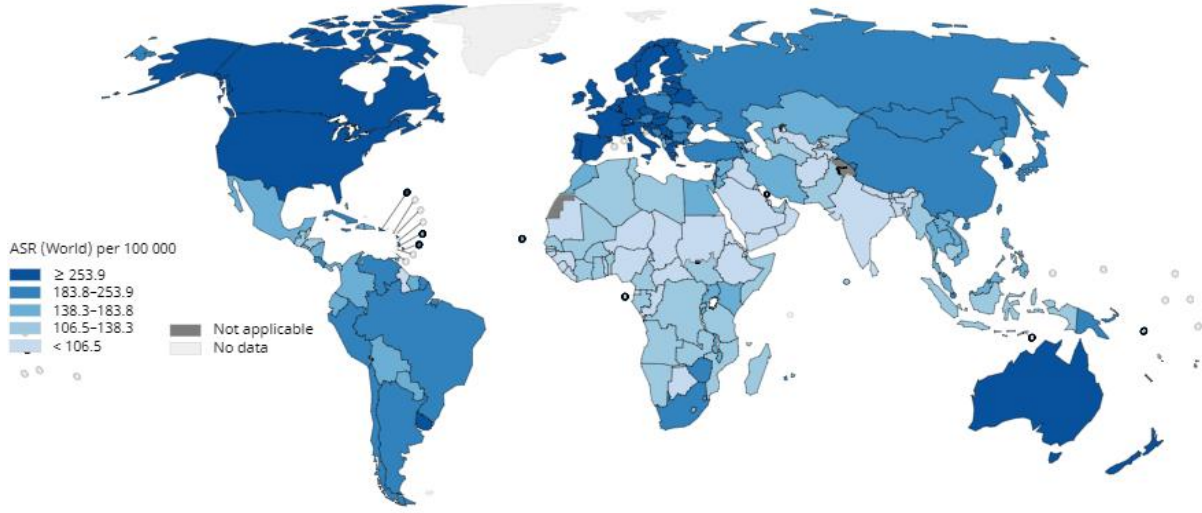 ASR (World) per 100 000
≥ 253.9
183.8–253.9
138.3–183.8
106.5–138.3
< 106.5
Not applicable
No data